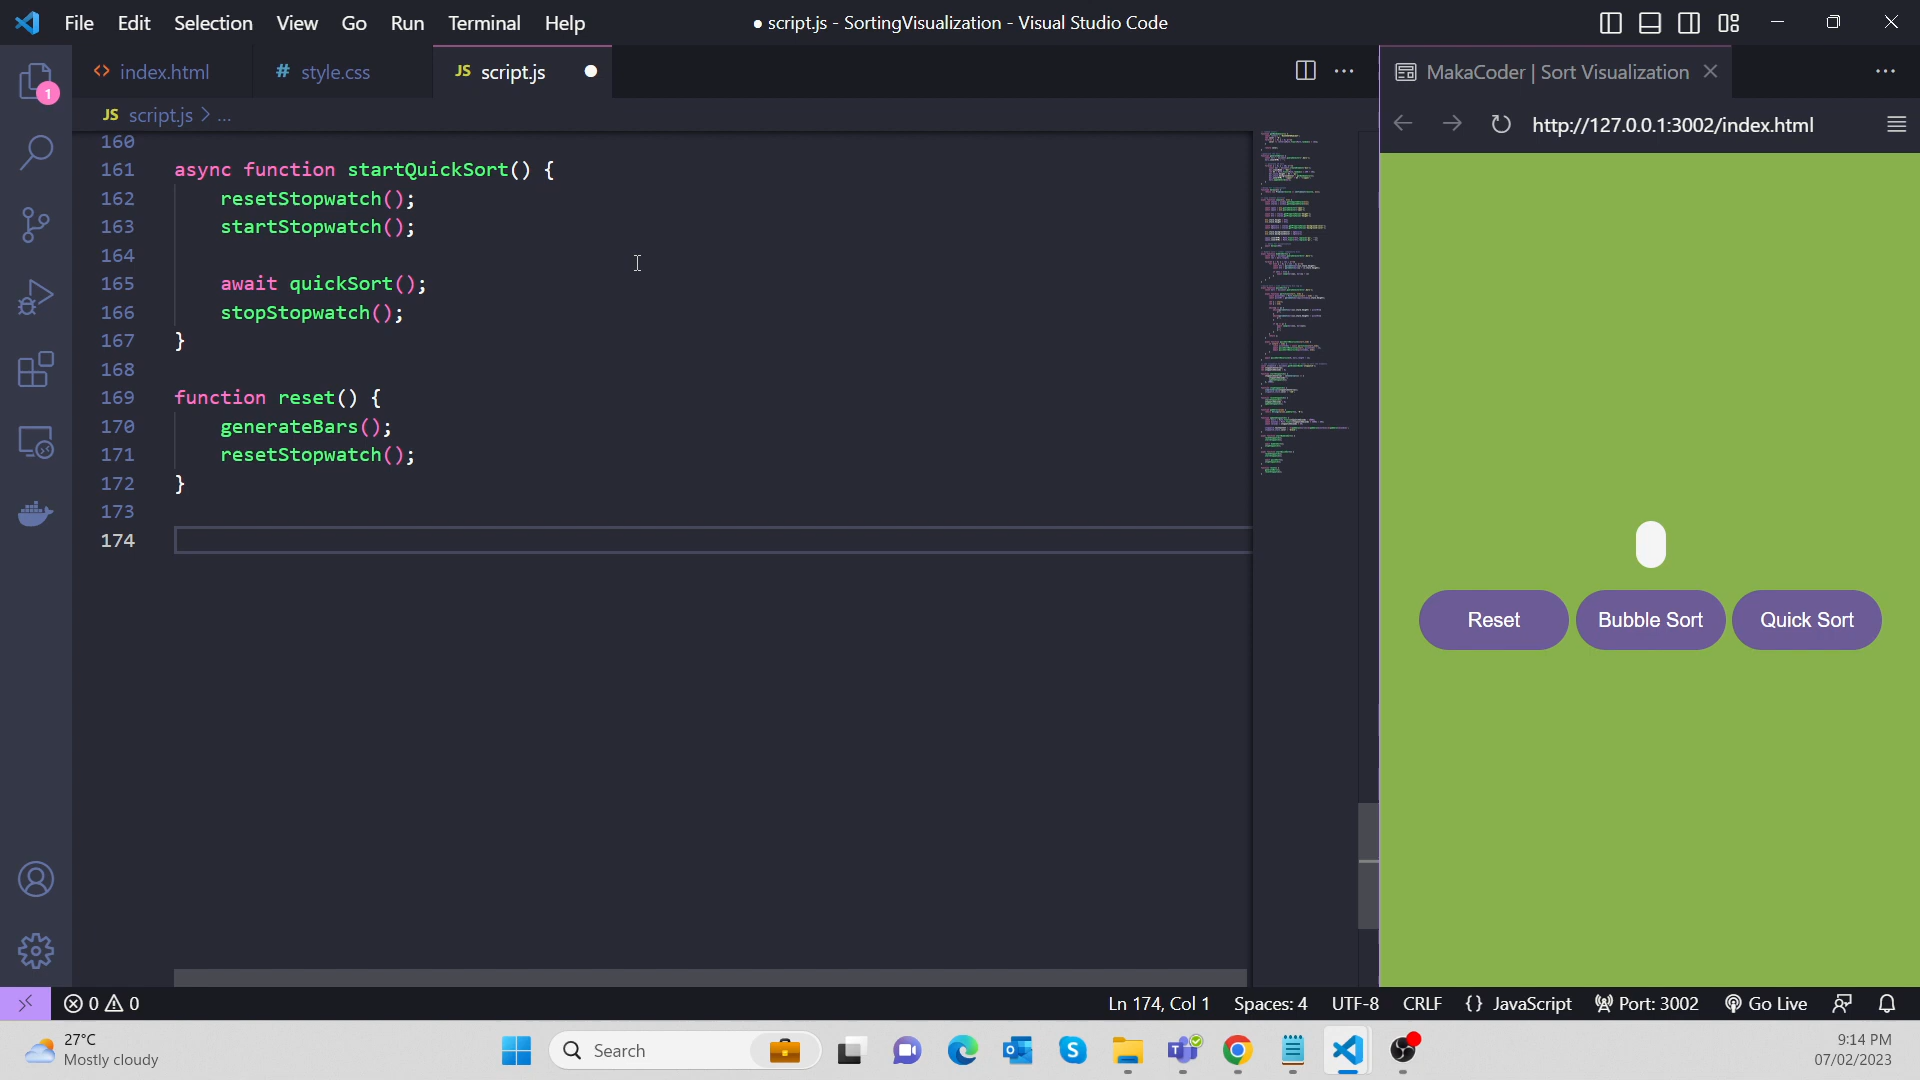 File Edit Selection View Go Run Terminal Help
● script.js - SortingVisualization - Visual Studio Code
<> index.html
# style.css
JS script.js ●
MakaCoder | Sort Visualization
JS script.js > ...
http://127.0.0.1:3002/index.html
160
161 async function startQuickSort() {
162 resetStopwatch();
163 startStopwatch();
164
165 await quickSort();
166 stopStopwatch();
167 }
168
169 function reset() {
170 generateBars();
171 resetStopwatch();
172 }
173
174
Reset
Bubble Sort
Quick Sort
1
0 0
Ln 174, Col 1 Spaces: 4 UTF-8 CRLF {} JavaScript Port: 3002 Go Live
27°C
Mostly cloudy
Search
9:14 PM
07/02/2023